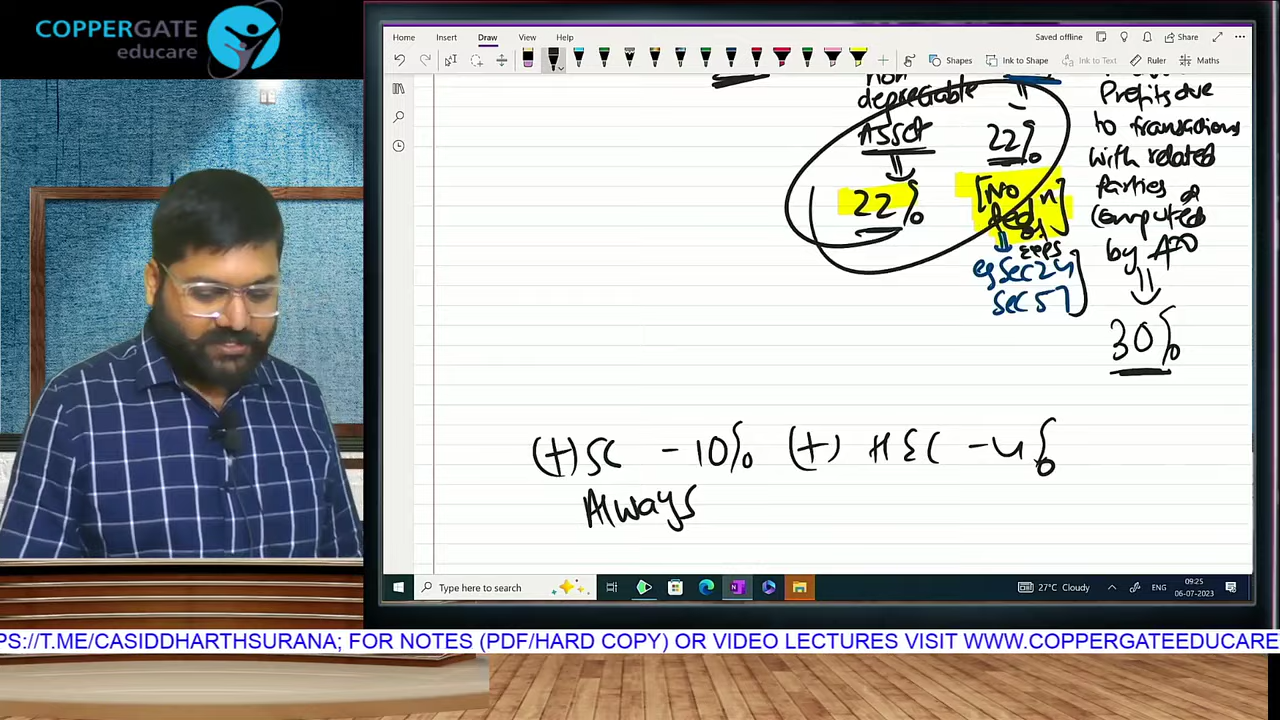 COPPERGATE
educare
Home Insert Draw View Help
Saved offline
Share
Shapes
Ink to Shape
Ink to Text
Ruler
Maths
non
depreciable
Asset
22%
22%
[No
n]
of
Exps
eg Sec 24
Sec 57
Profits due
to transactions
with related
Parties &
Computed
by A
30%
(+) SC - 10% (+) HEC - 4%
Always
Type here to search
27°C Cloudy
ENG
09:25
06-07-2023
PS://T.ME/CASIDDHARTHSURANA; FOR NOTES (PDF/HARD COPY) OR VIDEO LECTURES VISIT WWW.COPPERGATEEDUCARE